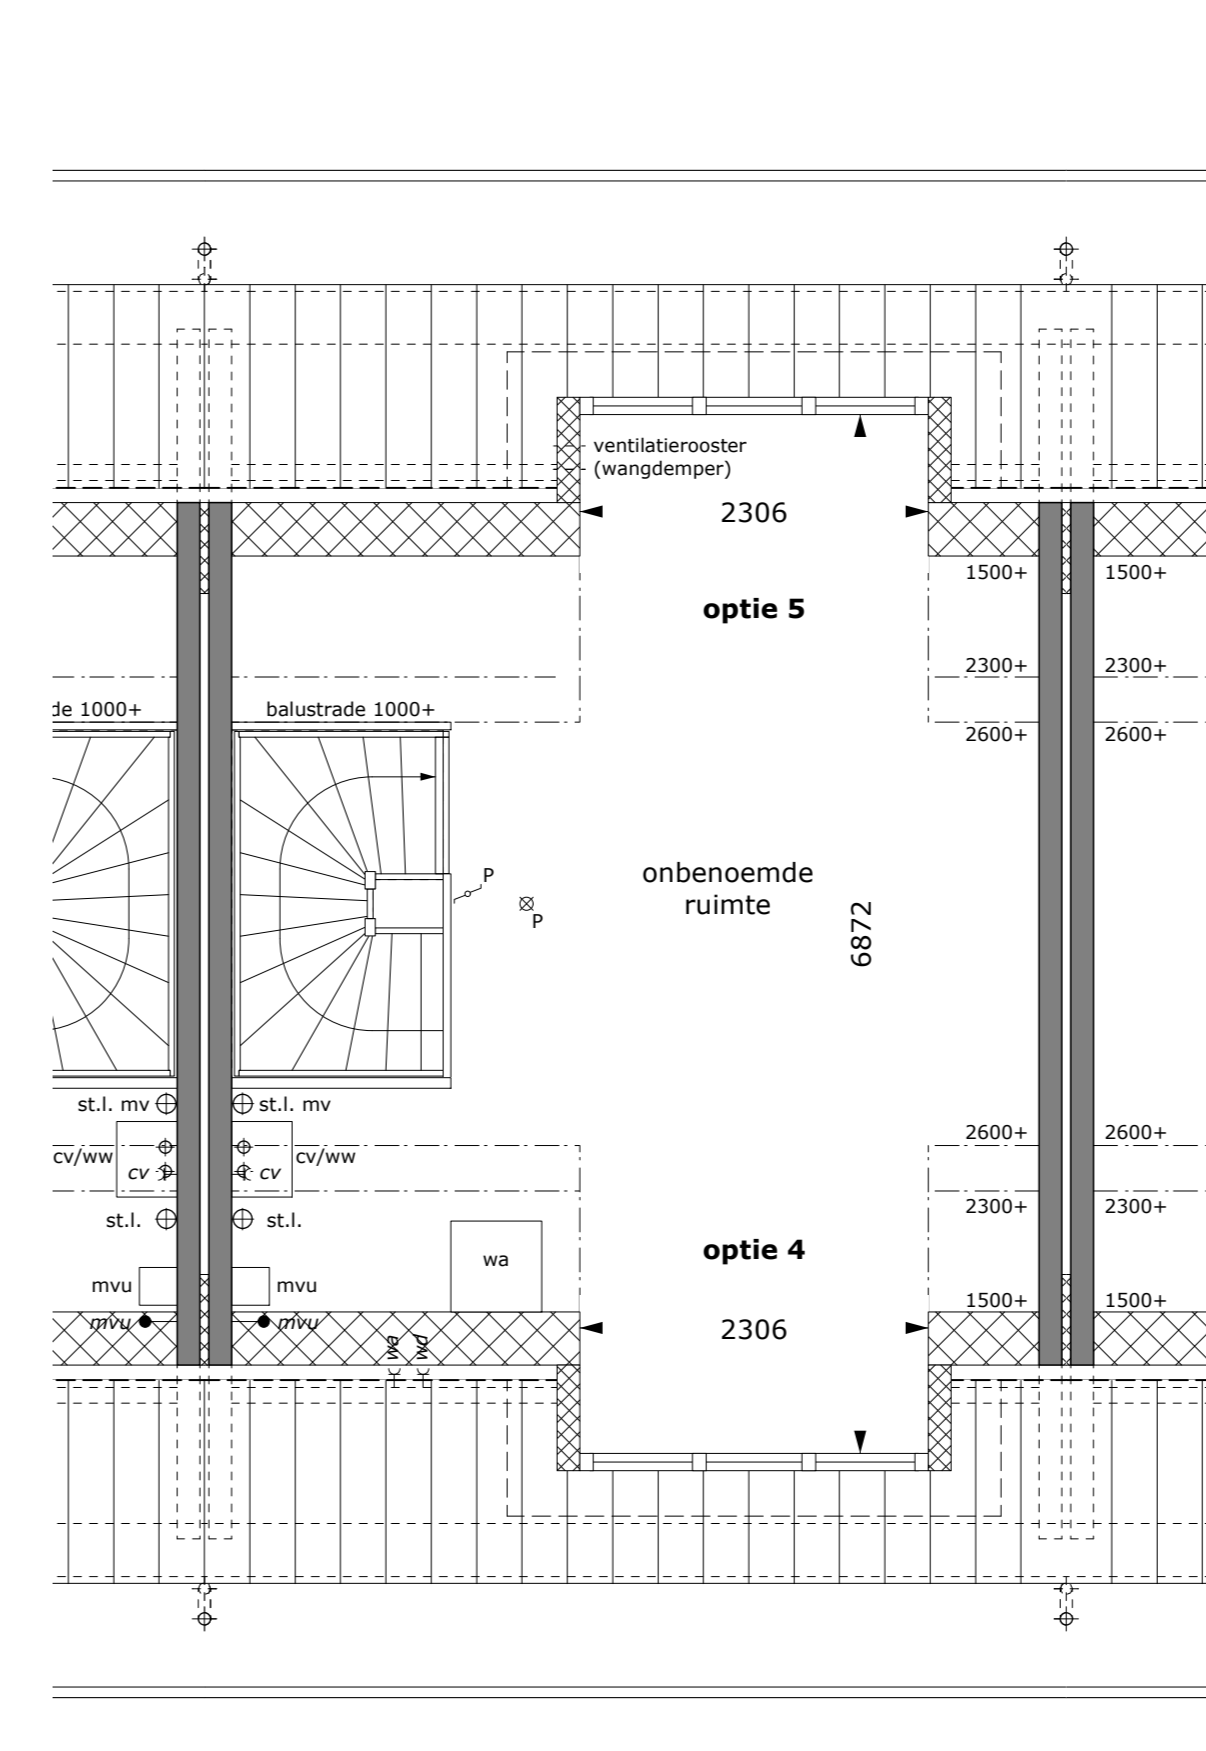 ventilatierooster
(wangdemper)
2306
optie 5
1500+ 1500+
2300+ 2300+
de 1000+ balustrade 1000+
2600+ 2600+
onbenoemde
ruimte
P
P
6872
st.l. mv st.l. mv
cv/ww cv/ww
cv cv
2600+ 2600+
2300+ 2300+
st.l. st.l.
optie 4
wa
mvu mvu
1500+ 1500+
mvu mvu
2306
wa wd